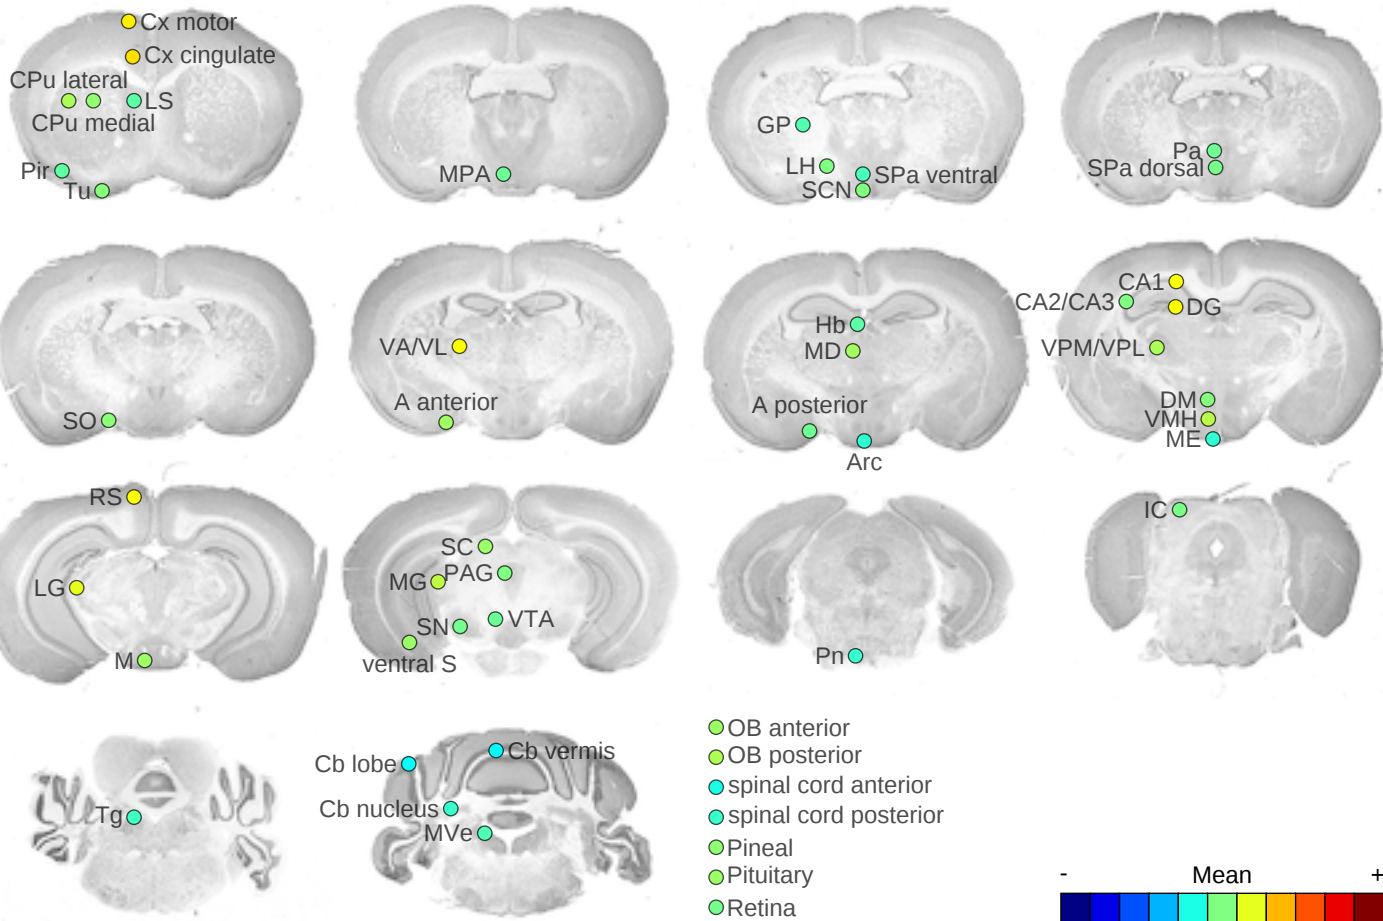 Cx motor
Cx cingulate
CPu lateral
LS
CPu medial
Pir
Tu
MPA
GP
LH
SPa ventral
SCN
Pa
SPa dorsal
SO
VA/VL
A anterior
Hb
MD
A posterior
Arc
CA1
CA2/CA3
DG
VPM/VPL
DM
VMH
ME
RS
LG
M
SC
PAG
MG
VTA
SN
ventral S
Pn
IC
Tg
Cb lobe
Cb vermis
Cb nucleus
MVe
OB anterior
OB posterior
spinal cord anterior
spinal cord posterior
Pineal
Pituitary
Retina
- Mean +